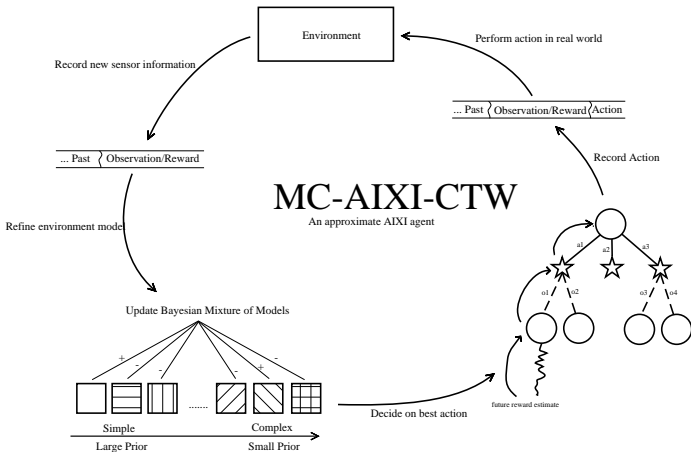 Environment
Record new sensor information
Perform action in real world
... Past Observation/Reward Action
... Past Observation/Reward
Record Action
MC-AIXI-CTW
An approximate AIXI agent
Refine environment model
a1 a2 a3
o1 o2 o3 o4
Update Bayesian Mixture of Models
+ - - - + -
.......
future reward estimate
Decide on best action
Simple Complex
Large Prior Small Prior